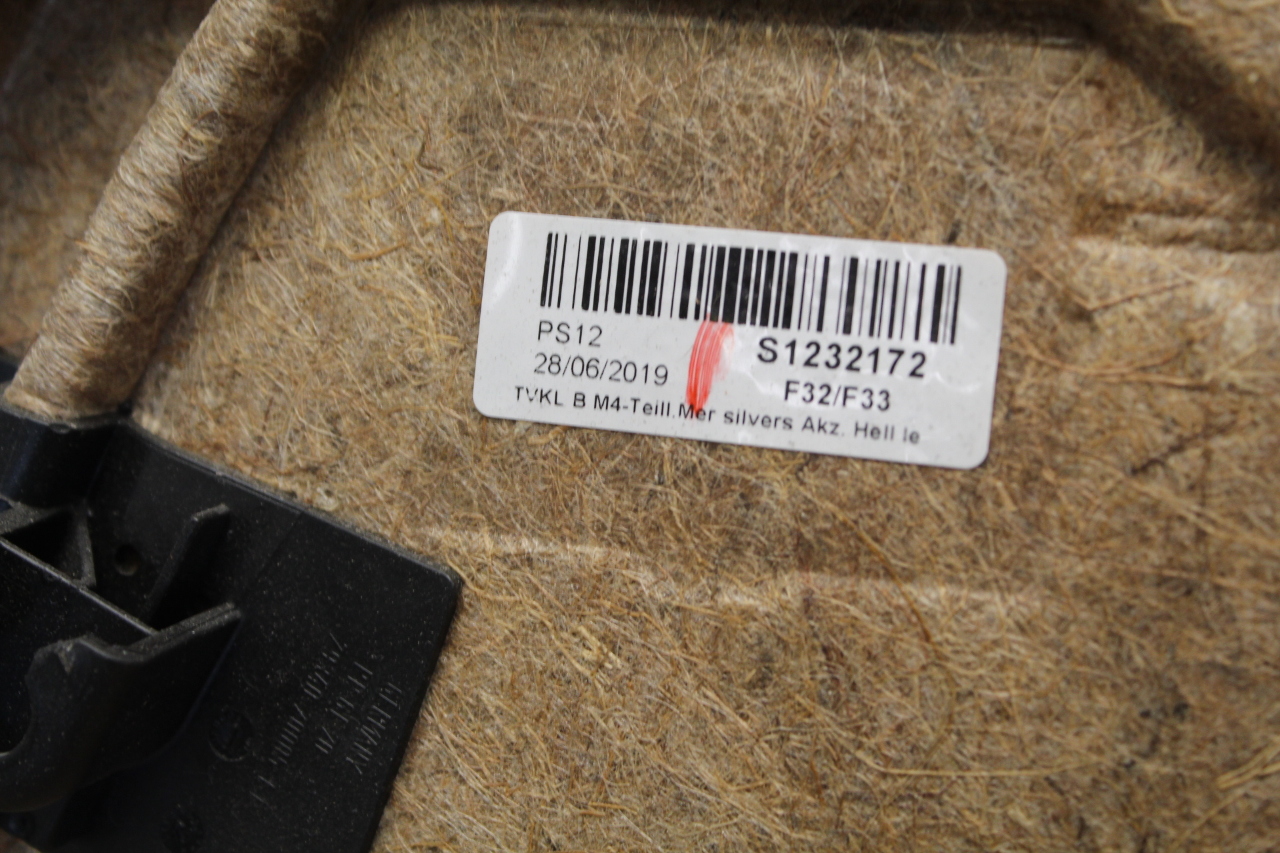 PS12
S1232172
28/06/2019
F32/F33
TVKL B M4-Teill.Mer silvers Akz. Hell le